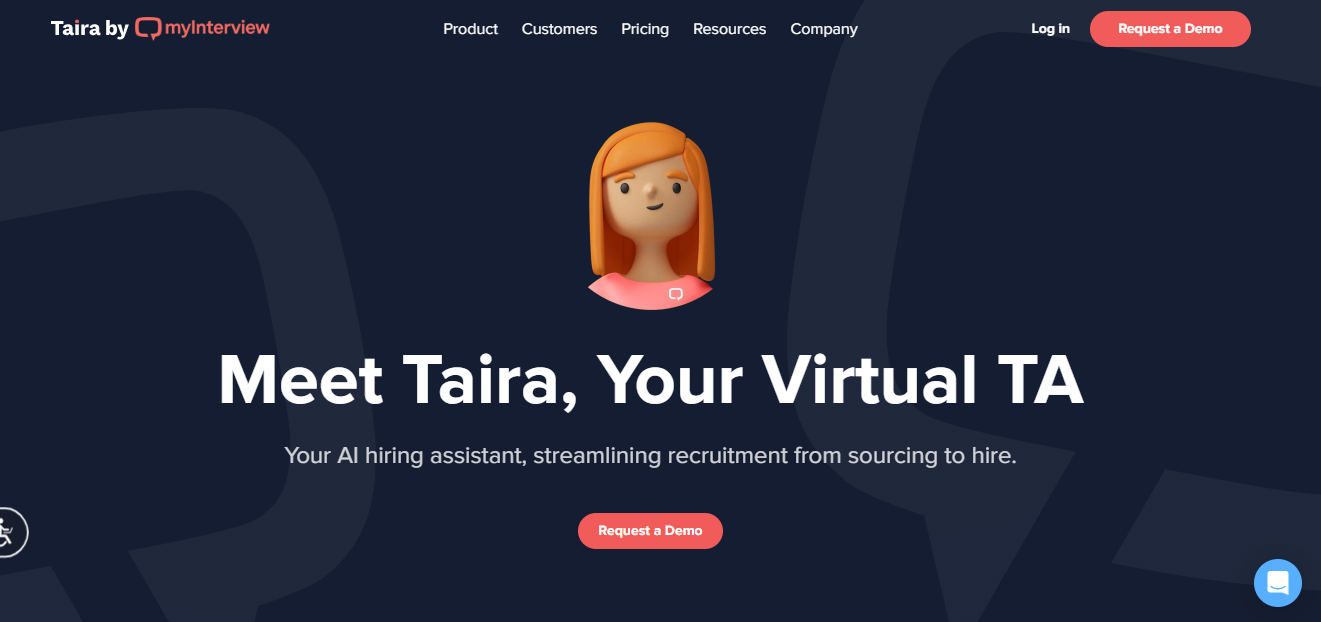 Taira by myInterview
Product Customers Pricing Resources Company
Log in
Request a Demo
Meet Taira, Your Virtual TA
Your AI hiring assistant, streamlining recruitment from sourcing to hire.
Request a Demo